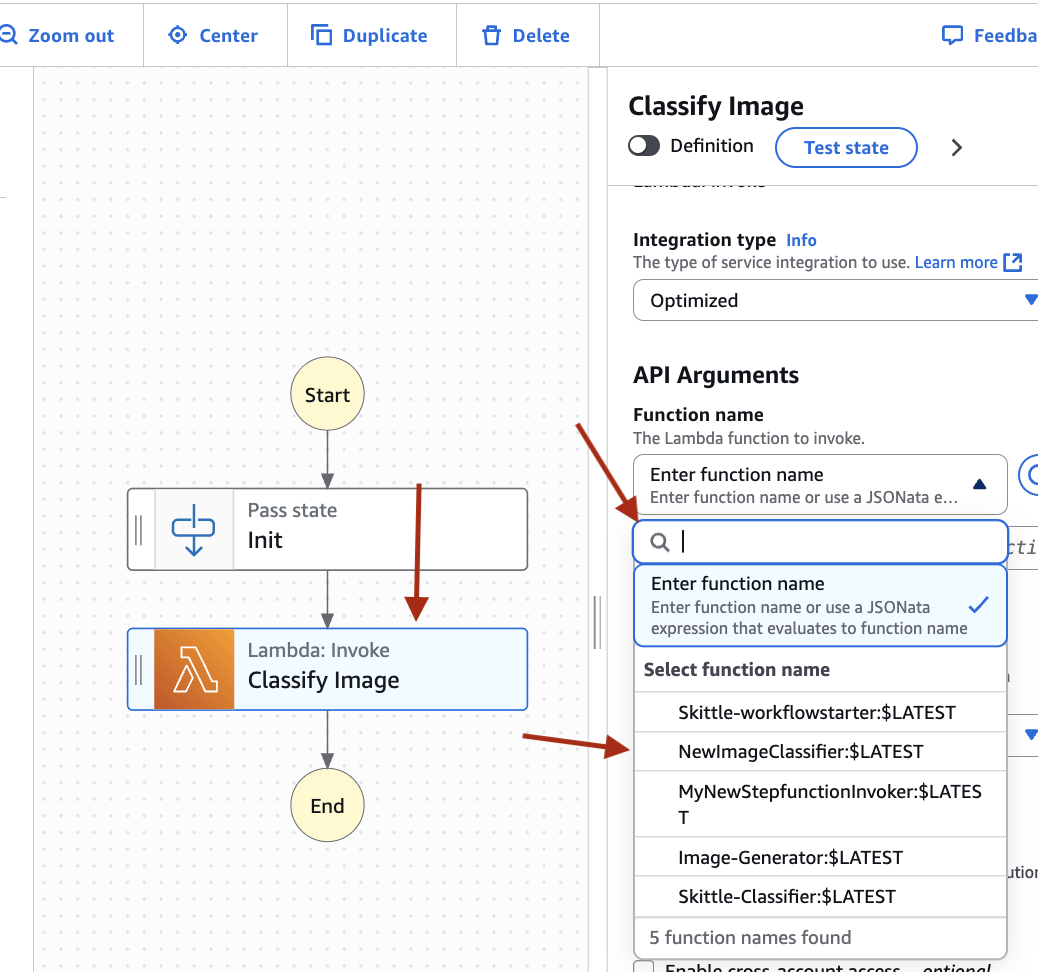 Zoom out
Center
Duplicate
Delete
Feedba
Start
Pass state
Init
Lambda: Invoke
Classify Image
End
Classify Image
Definition
Test state
Lambda: Invoke
Integration type Info
The type of service integration to use. Learn more
Optimized
API Arguments
Function name
The Lambda function to invoke.
Enter function name
Enter function name or use a JSONata e...
Enter function name
Enter function name or use a JSONata
expression that evaluates to function name
Select function name
Skittle-workflowstarter:$LATEST
NewImageClassifier:$LATEST
MyNewStepfunctionInvoker:$LATES
T
Image-Generator:$LATEST
Skittle-Classifier:$LATEST
5 function names found
Enable cross-account access - optional